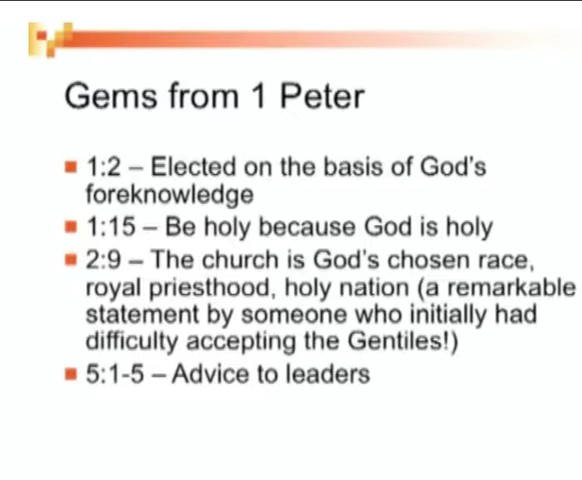 Gems from 1 Peter
1:2 – Elected on the basis of God's
foreknowledge
1:15 – Be holy because God is holy
2:9 – The church is God's chosen race,
royal priesthood, holy nation (a remarkable
statement by someone who initially had
difficulty accepting the Gentiles!)
5:1-5 – Advice to leaders